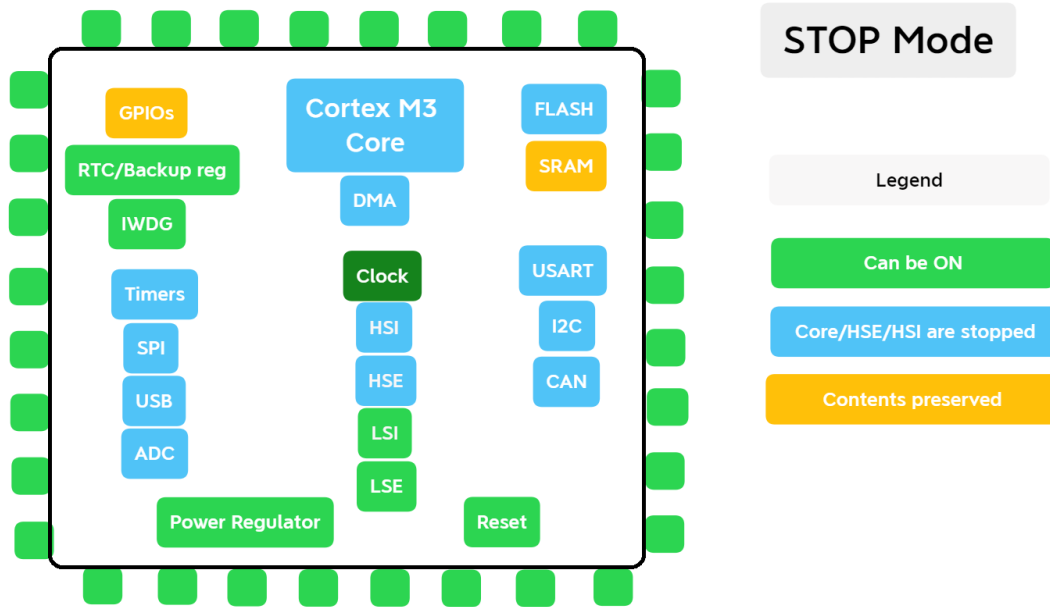 STOP Mode
GPIOs
Cortex M3
Core
FLASH
RTC/Backup reg
SRAM
DMA
IWDG
Clock
USART
Timers
HSI
I2C
SPI
HSE
CAN
USB
LSI
ADC
LSE
Power Regulator
Reset
Legend
Can be ON
Core/HSE/HSI are stopped
Contents preserved